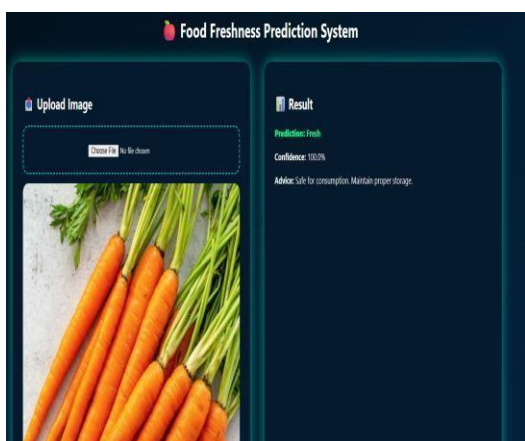 Food Freshness Prediction System
Upload Image
Choose File No file chosen
Result
Prediction: Fresh
Confidence: 100.0%
Advice: Safe for consumption. Maintain proper storage.